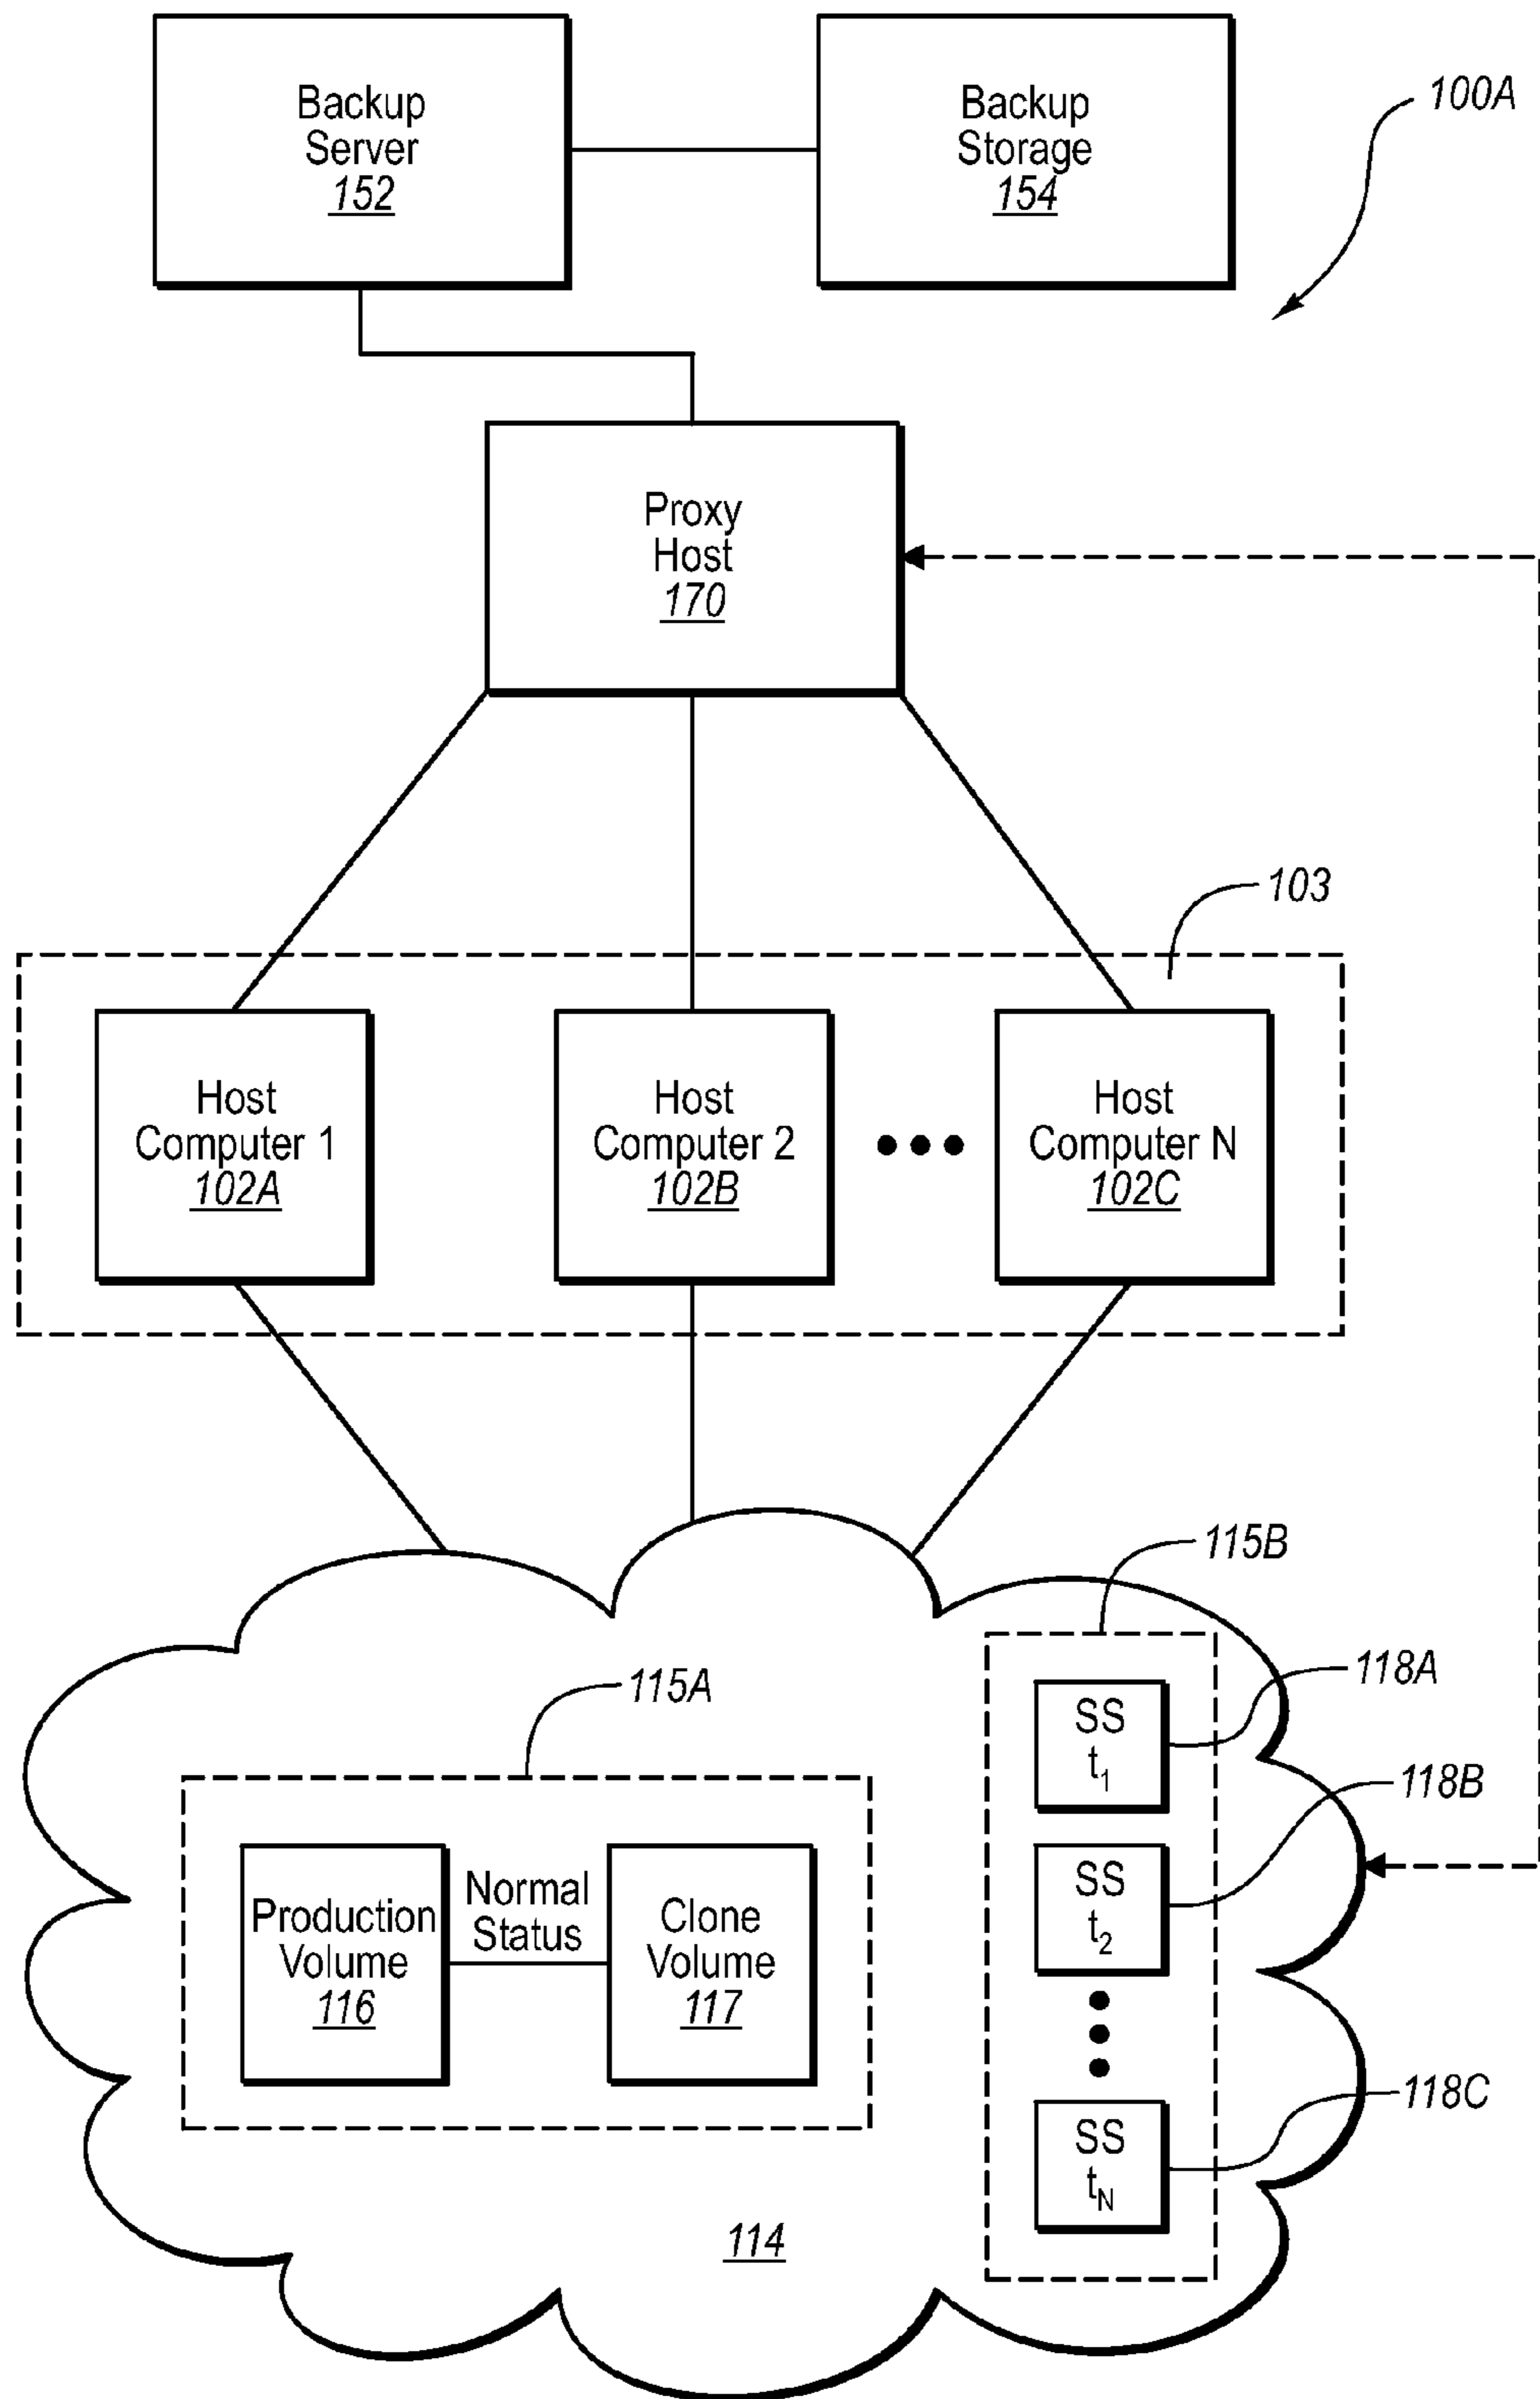 Backup
Server
152
Backup
Storage
154
100A
Proxy
Host
170
103
Host
Computer 1
102A
Host
Computer 2
102B
Host
Computer N
102C
115B
115A
118A
SS
t1
118B
SS
t2
Production
Volume
116
Normal
Status
Clone
Volume
117
118C
SS
tN
114